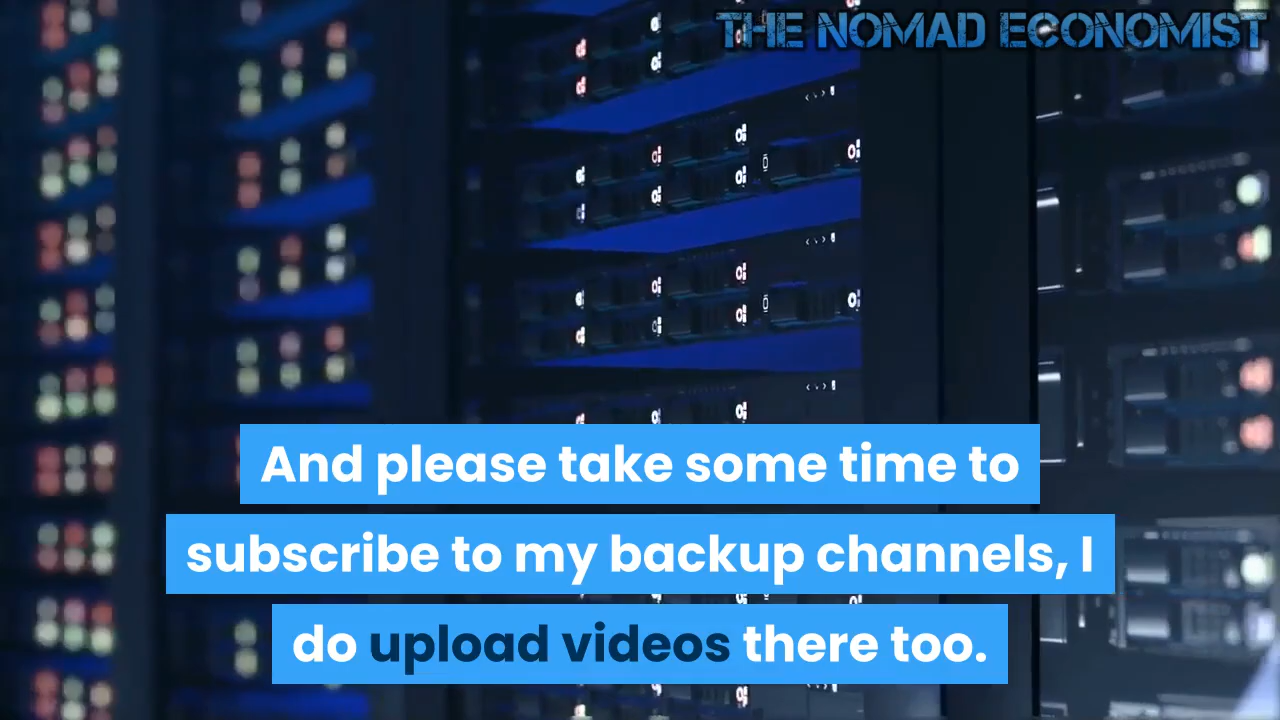 THE NOMAD ECONOMIST
And please take some time to
subscribe to my backup channels, I
do upload videos there too.